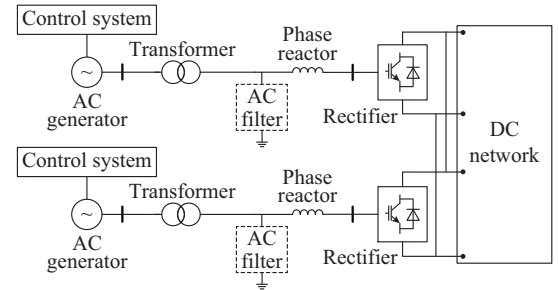 Control system
Transformer
Phase
reactor
~
AC
generator
AC
filter
Rectifier
DC
network
Control system
Transformer
Phase
reactor
~
AC
generator
AC
filter
Rectifier